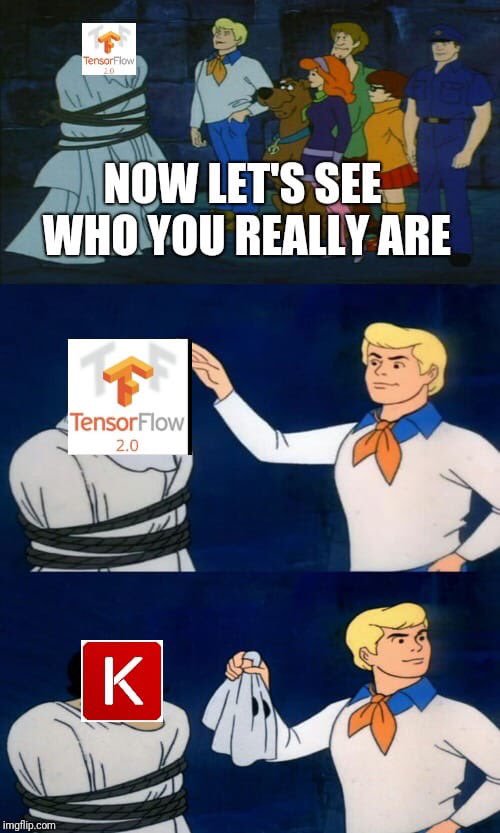 TensorFlow
2.0
NOW LET'S SEE
WHO YOU REALLY ARE
TensorFlow
2.0
K
imgflip.com